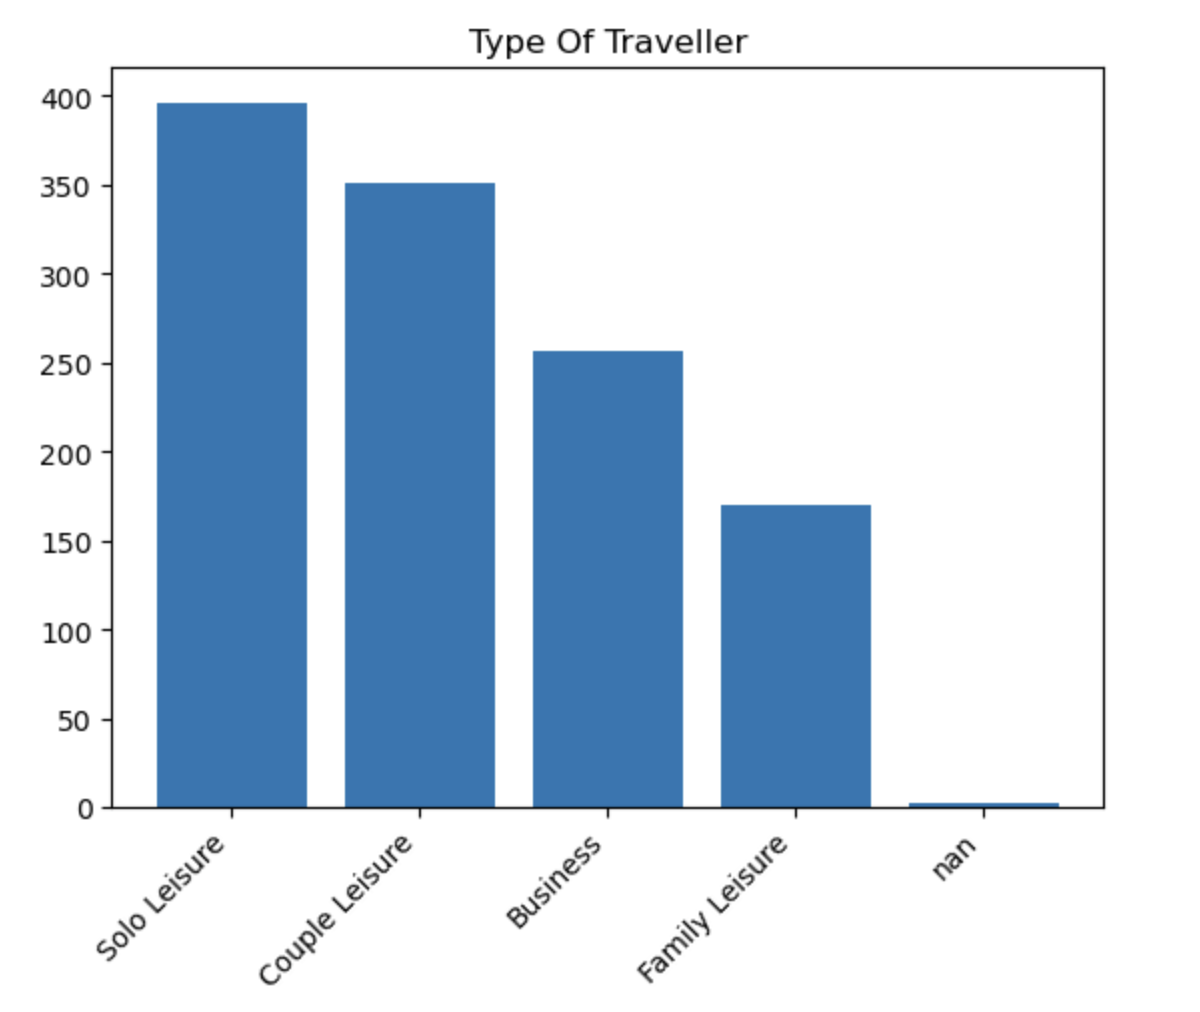 Type Of Traveller
400
350
300
250
200
150
100
50
0
Solo Leisure
Couple Leisure
Business
Family Leisure
nan